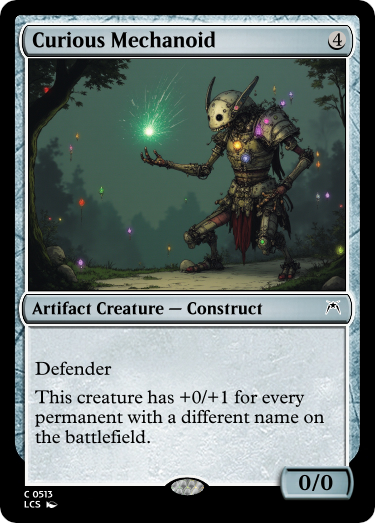 Curious Mechanoid 4
Artifact Creature — Construct
Defender
This creature has +0/+1 for every
permanent with a different name on
the battlefield.
0/0
C 0513
LCS